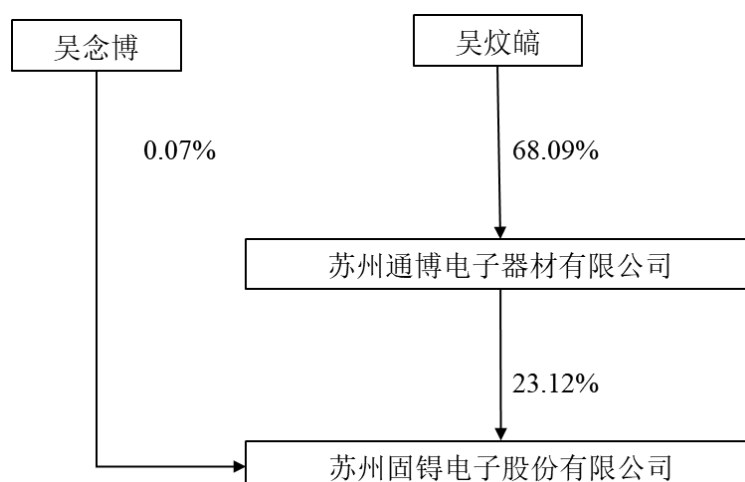 吴念博
吴炆皜
0.07%
68.09%
苏州通博电子器材有限公司
23.12%
苏州固锝电子股份有限公司